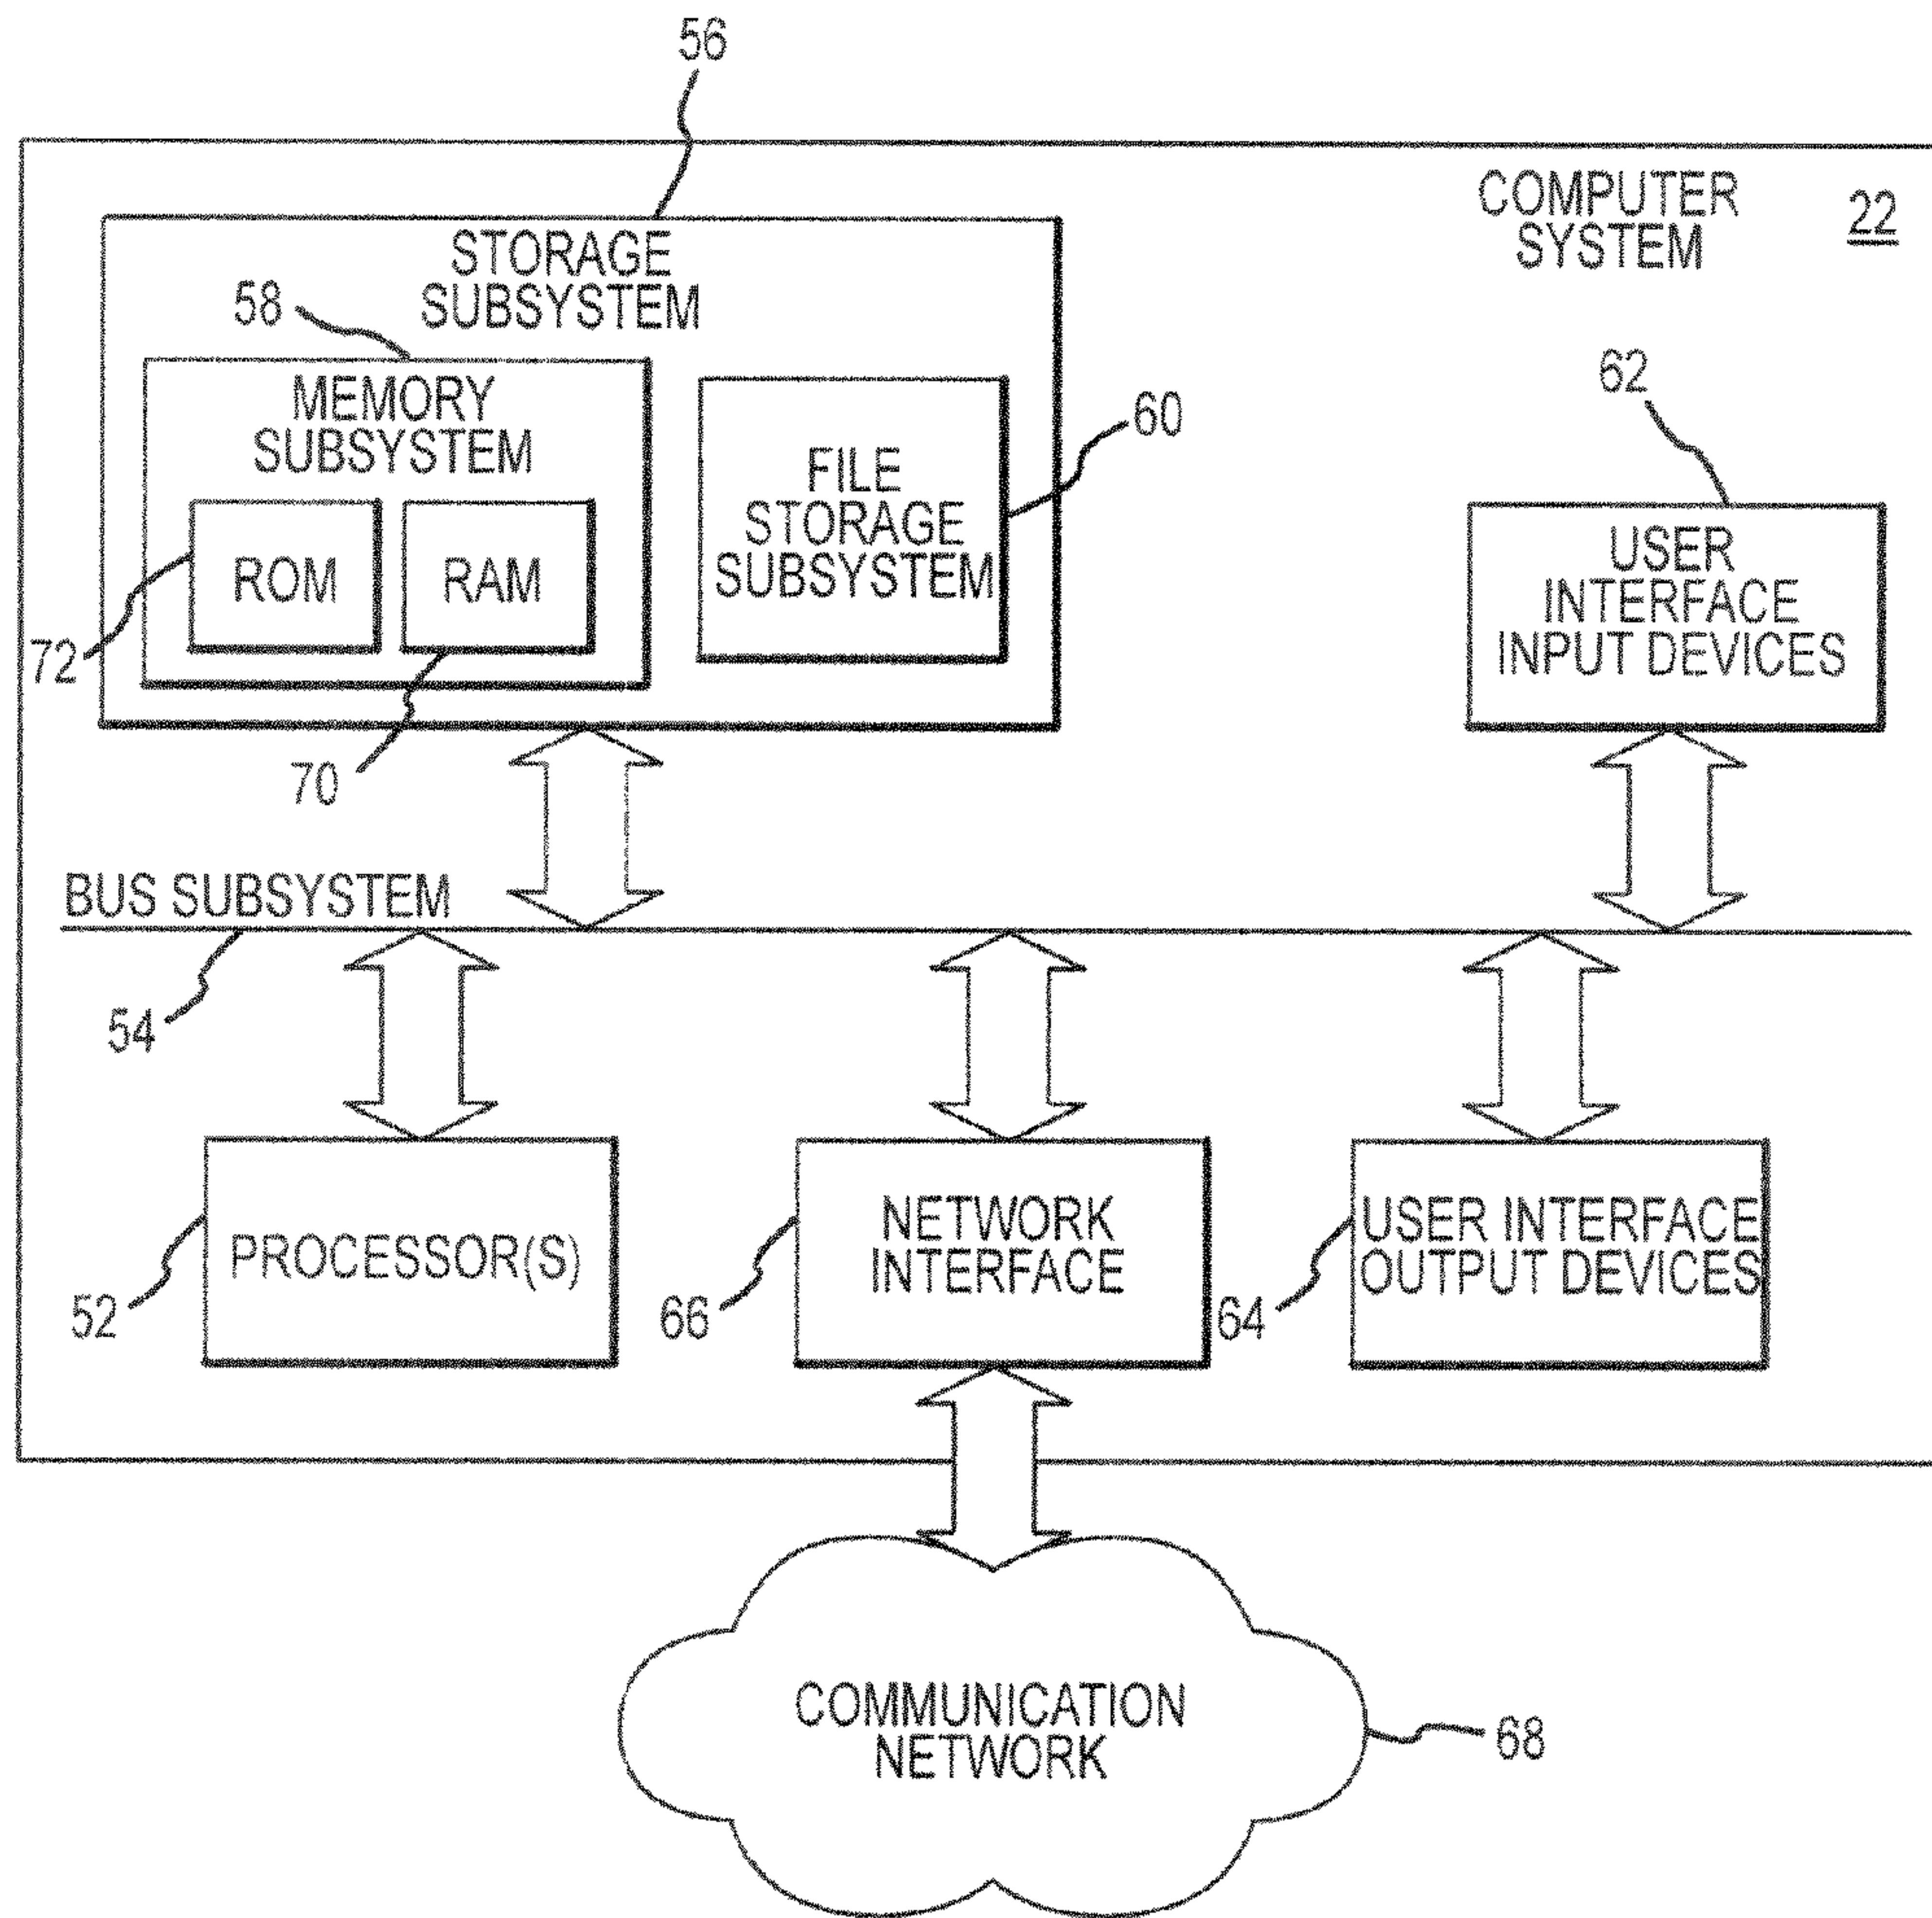 56
COMPUTER
SYSTEM
22
STORAGE
SUBSYSTEM
58
MEMORY
SUBSYSTEM
ROM
RAM
72
70
FILE
STORAGE
SUBSYSTEM
60
62
USER
INTERFACE
INPUT DEVICES
BUS SUBSYSTEM
54
PROCESSOR(S)
52
NETWORK
INTERFACE
66
USER INTERFACE
OUTPUT DEVICES
64
COMMUNICATION
NETWORK
68